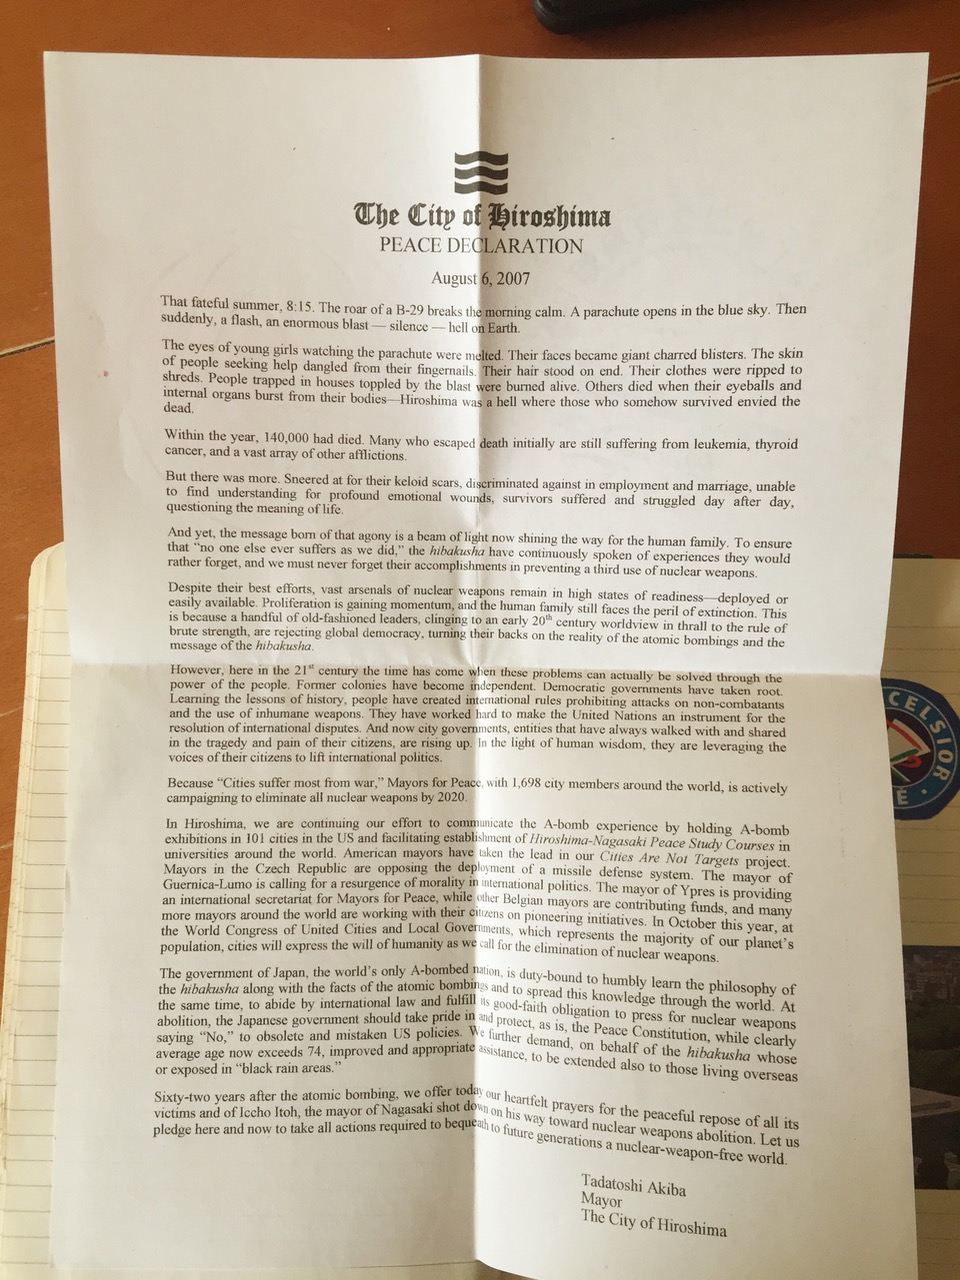 The City of Hiroshima
PEACE DECLARATION
August 6, 2007
That fateful summer, 8:15. The roar of a B-29 breaks the morning calm. A parachute opens in the blue sky. Then
suddenly, a flash, an enormous blast — silence — hell on Earth.
The eyes of young girls watching the parachute were melted. Their faces became giant charred blisters. The skin
of people seeking help dangled from their fingernails. Their hair stood on end. Their clothes were ripped to
shreds. People trapped in houses toppled by the blast were burned alive. Others died when their eyeballs and
internal organs burst from their bodies—Hiroshima was a hell where those who somehow survived envied the
dead.
Within the year, 140,000 had died. Many who escaped death initially are still suffering from leukemia, thyroid
cancer, and a vast array of other afflictions.
But there was more. Sneered at for their keloid scars, discriminated against in employment and marriage, unable
to find understanding for profound emotional wounds, survivors suffered and struggled day after day,
questioning the meaning of life.
And yet, the message born of that agony is a beam of light now shining the way for the human family. To ensure
that “no one else ever suffers as we did,” the hibakusha have continuously spoken of experiences they would
rather forget, and we must never forget their accomplishments in preventing a third use of nuclear weapons.
Despite their best efforts, vast arsenals of nuclear weapons remain in high states of readiness—deployed or
easily available. Proliferation is gaining momentum, and the human family still faces the peril of extinction. This
is because a handful of old-fashioned leaders, clinging to an early 20th century worldview in thrall to the rule of
brute strength, are rejecting global democracy, turning their backs on the reality of the atomic bombings and the
message of the hibakusha.
However, here in the 21st century the time has come when these problems can actually be solved through the
power of the people. Former colonies have become independent. Democratic governments have taken root.
Learning the lessons of history, people have created international rules prohibiting attacks on non-combatants
and the use of inhumane weapons. They have worked hard to make the United Nations an instrument for the
resolution of international disputes. And now city governments, entities that have always walked with and shared
in the tragedy and pain of their citizens, are rising up. In the light of human wisdom, they are leveraging the
voices of their citizens to lift international politics.
Because “Cities suffer most from war,” Mayors for Peace, with 1,698 city members around the world, is actively
campaigning to eliminate all nuclear weapons by 2020.
In Hiroshima, we are continuing our effort to communicate the A-bomb experience by holding A-bomb
exhibitions in 101 cities in the US and facilitating establishment of Hiroshima-Nagasaki Peace Study Courses in
universities around the world. American mayors have taken the lead in our Cities Are Not Targets project.
Mayors in the Czech Republic are opposing the deployment of a missile defense system. The mayor of
Guernica-Lumo is calling for a resurgence of morality in international politics. The mayor of Ypres is providing
an international secretariat for Mayors for Peace, while other Belgian mayors are contributing funds, and many
more mayors around the world are working with their citizens on pioneering initiatives. In October this year, at
the World Congress of United Cities and Local Governments, which represents the majority of our planet’s
population, cities will express the will of humanity as we call for the elimination of nuclear weapons.
The government of Japan, the world’s only A-bombed nation, is duty-bound to humbly learn the philosophy of
the hibakusha along with the facts of the atomic bombings and to spread this knowledge through the world. At
the same time, to abide by international law and fulfill its good-faith obligation to press for nuclear weapons
abolition, the Japanese government should take pride in and protect, as is, the Peace Constitution, while clearly
saying “No,” to obsolete and mistaken US policies. We further demand, on behalf of the hibakusha whose
average age now exceeds 74, improved and appropriate assistance, to be extended also to those living overseas
or exposed in “black rain areas.”
Sixty-two years after the atomic bombing, we offer today our heartfelt prayers for the peaceful repose of all its
victims and of Iccho Itoh, the mayor of Nagasaki shot down on his way toward nuclear weapons abolition. Let us
pledge here and now to take all actions required to bequeath to future generations a nuclear-weapon-free world.
Tadatoshi Akiba
Mayor
The City of Hiroshima
CELSIOR